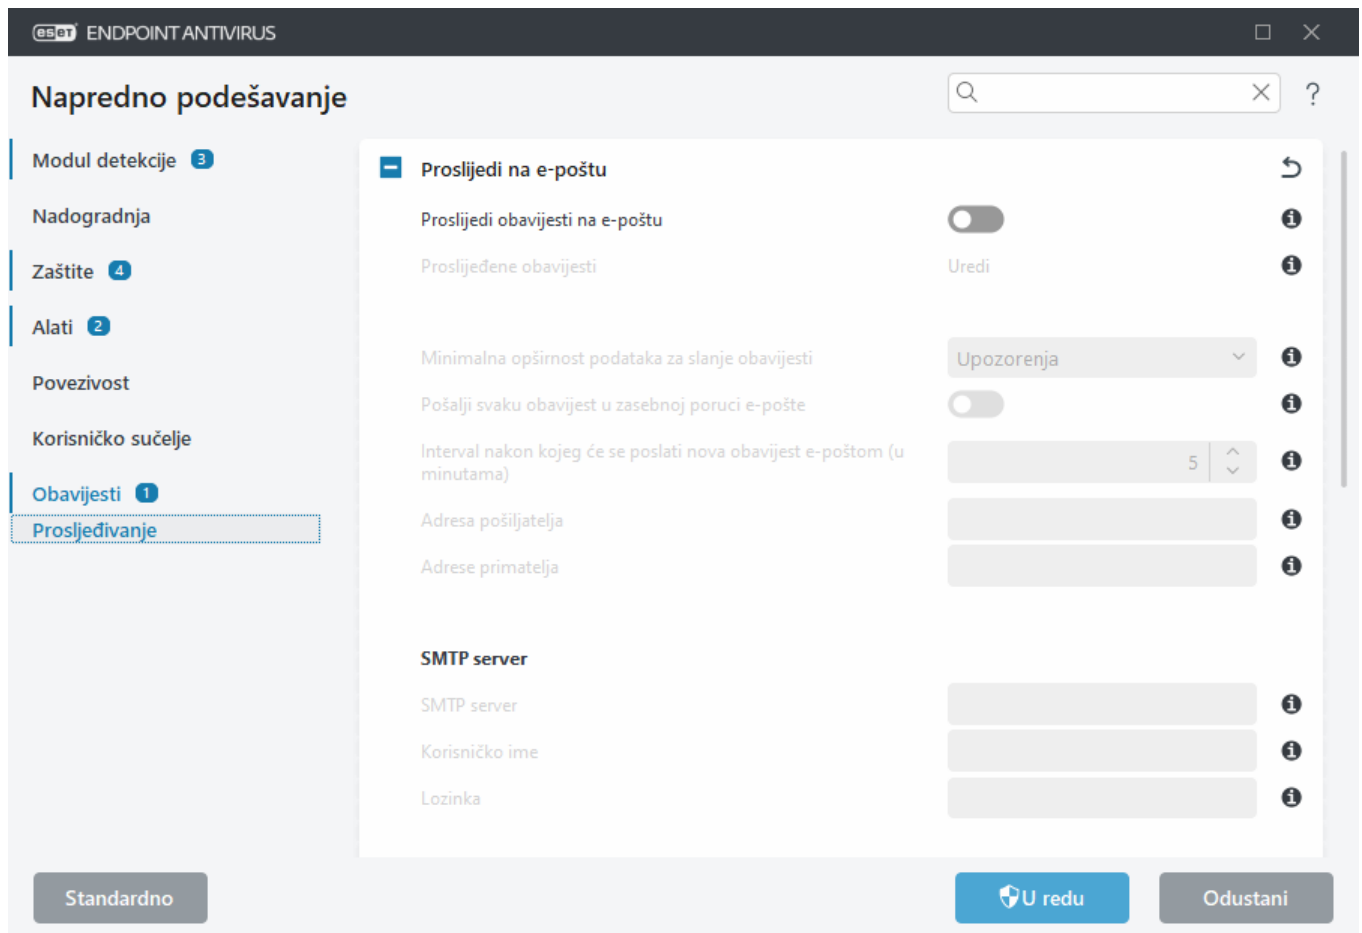 eset ENDPOINT ANTIVIRUS
Napredno podešavanje
?
Modul detekcije 3
Nadogradnja
Zaštite 4
Alati 2
Povezivost
Korisničko sučelje
Obavijesti 1
Prosljeđivanje
Proslijedi na e-poštu
Proslijedi obavijesti na e-poštu
Proslijeđene obavijesti Uredi
Minimalna opširnost podataka za slanje obavijesti Upozorenja
Pošalji svaku obavijest u zasebnoj poruci e-pošte
Interval nakon kojeg će se poslati nova obavijest e-poštom (u
minutama) 5
Adresa pošiljatelja
Adrese primatelja
SMTP server
SMTP server
Korisničko ime
Lozinka
Standardno
U redu
Odustani